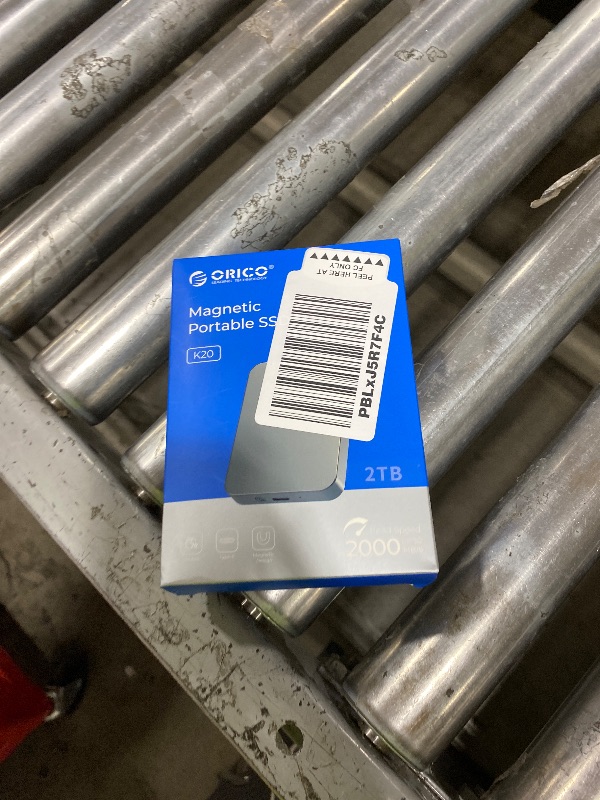 ORICO
Magnetic
Portable SS
K20
PEEL HERE AT
FC ONLY
PBLxJ5R7F4C
2TB
2000